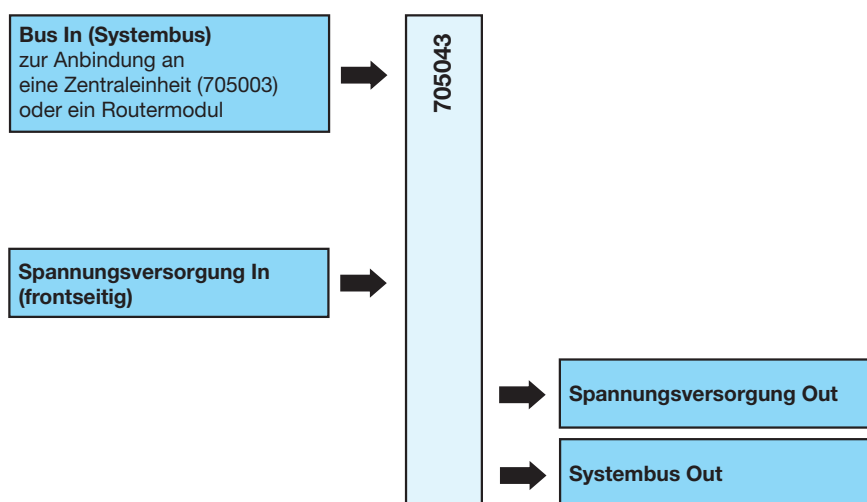 Bus In (Systembus)
zur Anbindung an
eine Zentraleinheit (705003)
oder ein Routermodul
705043
Spannungsversorgung In
(frontseitig)
Spannungsversorgung Out
Systembus Out